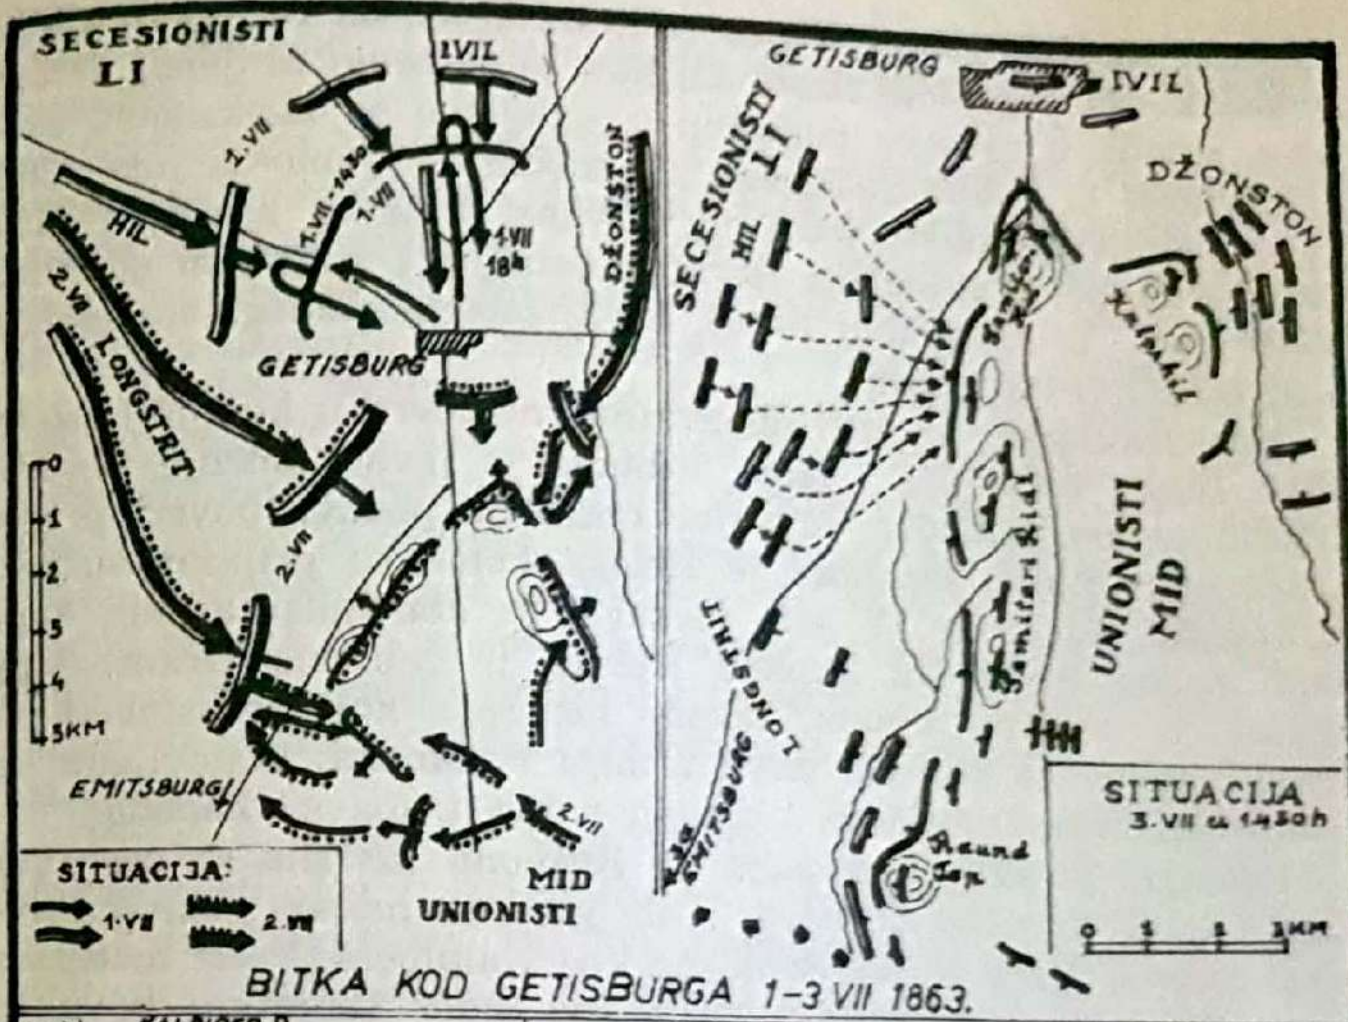 SECESIONISTI
LI
IVIL
1.VII
HIL
1.VII-1430
1.VII
1.VII
18h
DŽONSTON
2.VII
LONGSTRIT
GETISBURG
2.VII
0
1
2
3
4
5KM
EMITSBURG
2.VII
MID
UNIONISTI
SITUACIJA:
1.VII
2.VII
GETISBURG
IVIL
SECESIONISTI
LI
HIL
DŽONSTON
UNIONISTI
MID
LONGSTRIT
EMITSBURG
Raund
Top
SITUACIJA
3.VII u 1430h
0 1 2 3KM
BITKA KOD GETISBURGA 1-3 VII 1863.